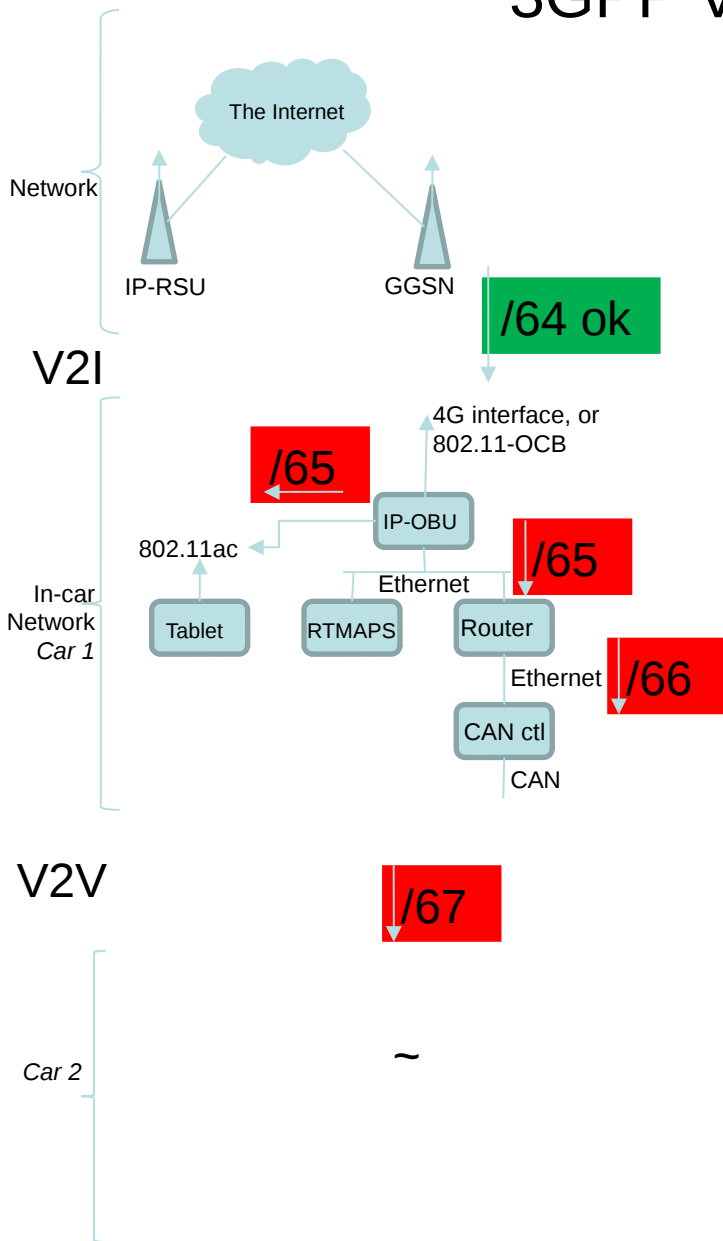 The Internet
Network
IP-RSU
GGSN
/64 ok
V2I
4G interface, or
802.11-OCB
/65
IP-OBU
802.11ac
/65
Ethernet
In-car
Network
Car 1
Tablet
RTMAPS
Router
Ethernet
/66
CAN ctl
CAN
V2V
/67
~
Car 2